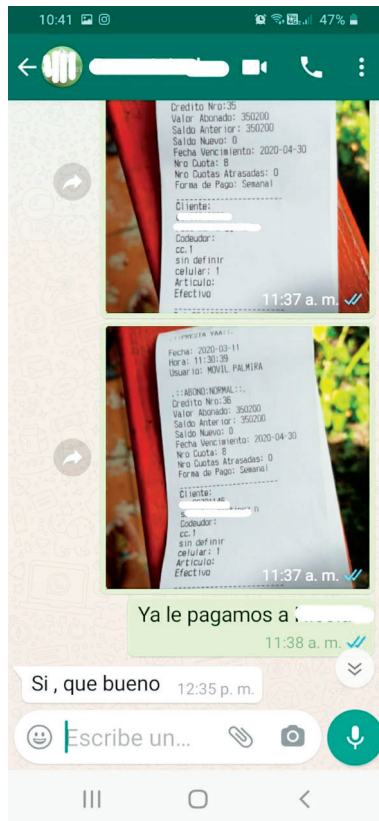 10:41 47%
Credito Nro:35
Valor Abonado: 350200
Saldo Anterior: 350200
Saldo Nuevo: 0
Fecha Vencimiento: 2020-04-30
Nro Cuota: 8
Nro Cuotas Atrasadas: 0
Forma de Pago: Semanal
Cliente:
Codeudor:
cc.1
sin definir
celular: 1
Articulo:
Efectivo
11:37 a. m.
.::PRESTA YAA::.
Fecha: 2020-03-11
Hora: 11:30:39
Usuario: MOVIL PALMIRA
.::ABONO:NORMAL::.
Credito Nro:36
Valor Abonado: 350200
Saldo Anterior: 350200
Saldo Nuevo: 0
Fecha Vencimiento: 2020-04-30
Nro Cuota: 8
Nro Cuotas Atrasadas: 0
Forma de Pago: Semanal
Cliente:
Codeudor:
cc.1
sin definir
celular: 1
Articulo:
Efectivo
11:37 a. m.
Ya le pagamos a
11:38 a. m.
Si , que bueno 12:35 p. m.
Escribe un...